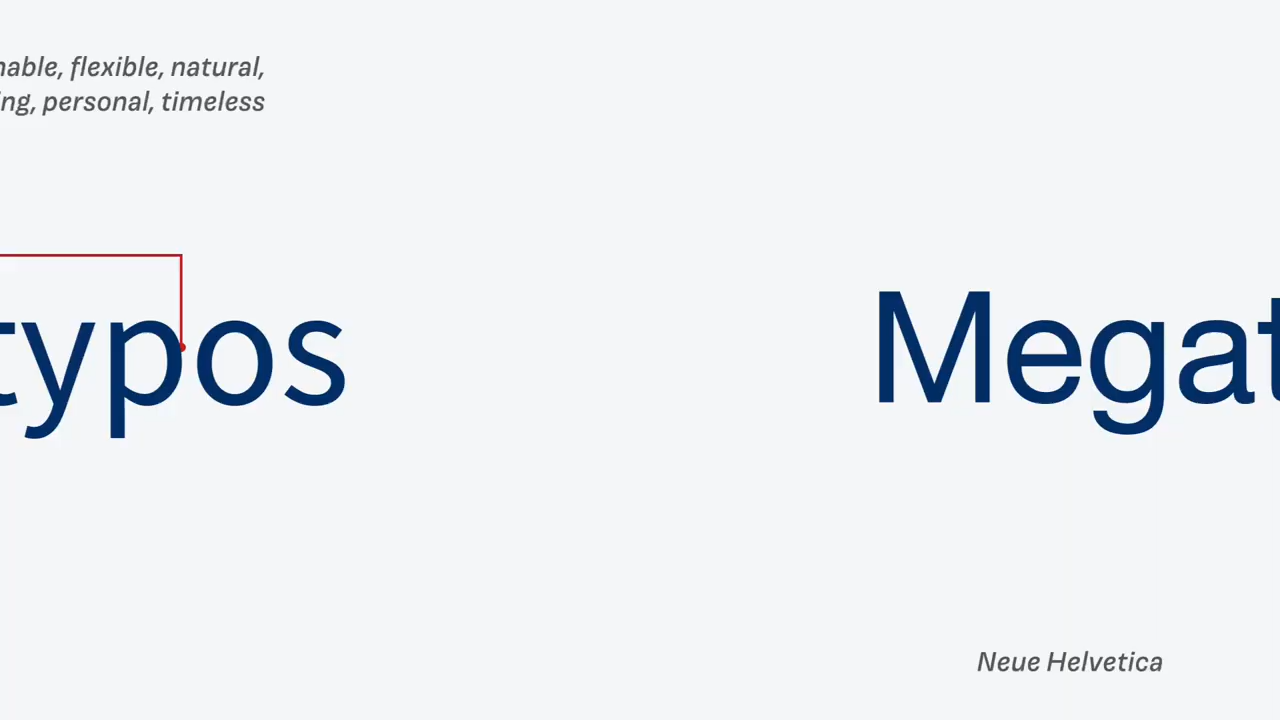 nable, flexible, natural,
ing, personal, timeless
typos
Megat
Neue Helvetica